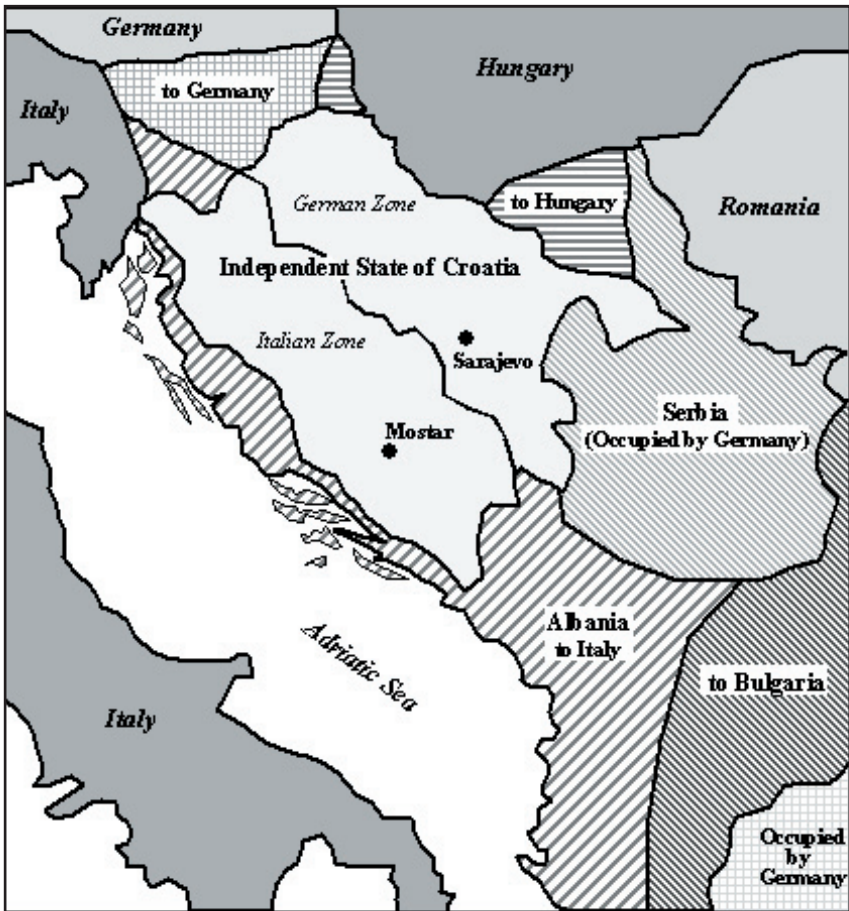 Germany
Hungary
Italy
to Germany
German Zone
to Hungary
Romania
Independent State of Croatia
Italian Zone
Sarajevo
Serbia
(Occupied by Germany)
Mostar
Albania
to Italy
Adriatic Sea
to Bulgaria
Italy
Occupied
by
Germany